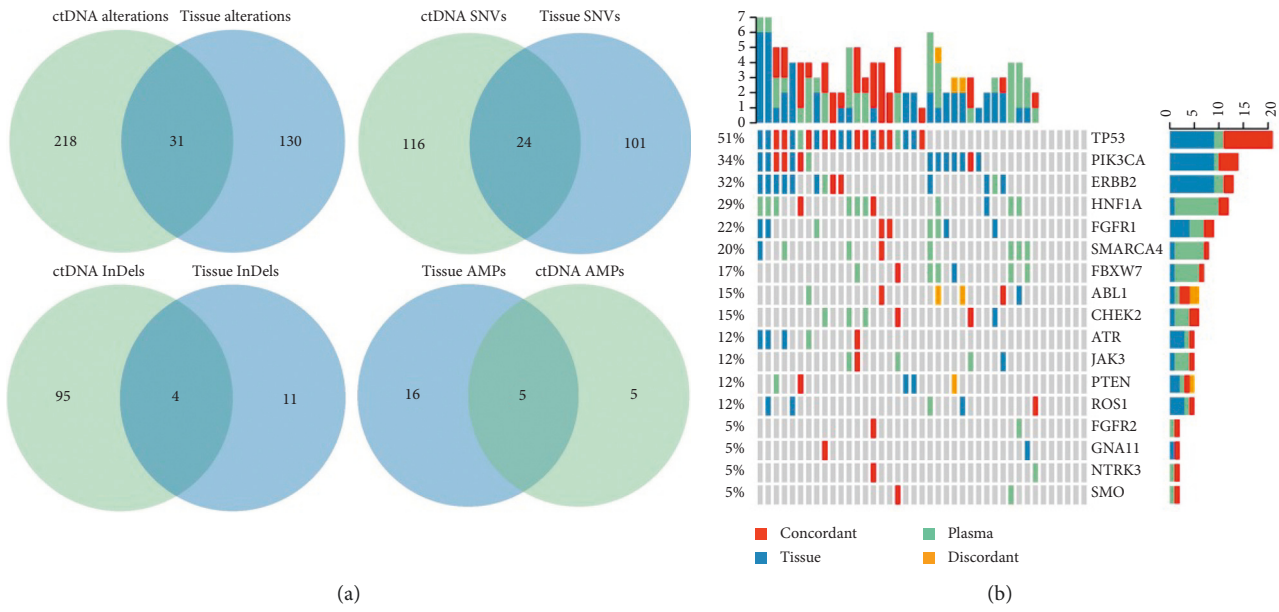 ctDNA alterations Tissue alterations
218 31 130
ctDNA SNVs Tissue SNVs
116 24 101
ctDNA InDels Tissue InDels
95 4 11
Tissue AMPs ctDNA AMPs
16 5 5
(a)
7
6
5
4
3
2
1
0
0 5 10 15 20
51% TP53
34% PIK3CA
32% ERBB2
29% HNF1A
22% FGFR1
20% SMARCA4
17% FBXW7
15% ABL1
15% CHEK2
12% ATR
12% JAK3
12% PTEN
12% ROS1
5% FGFR2
5% GNA11
5% NTRK3
5% SMO
Concordant Plasma
Tissue Discordant
(b)